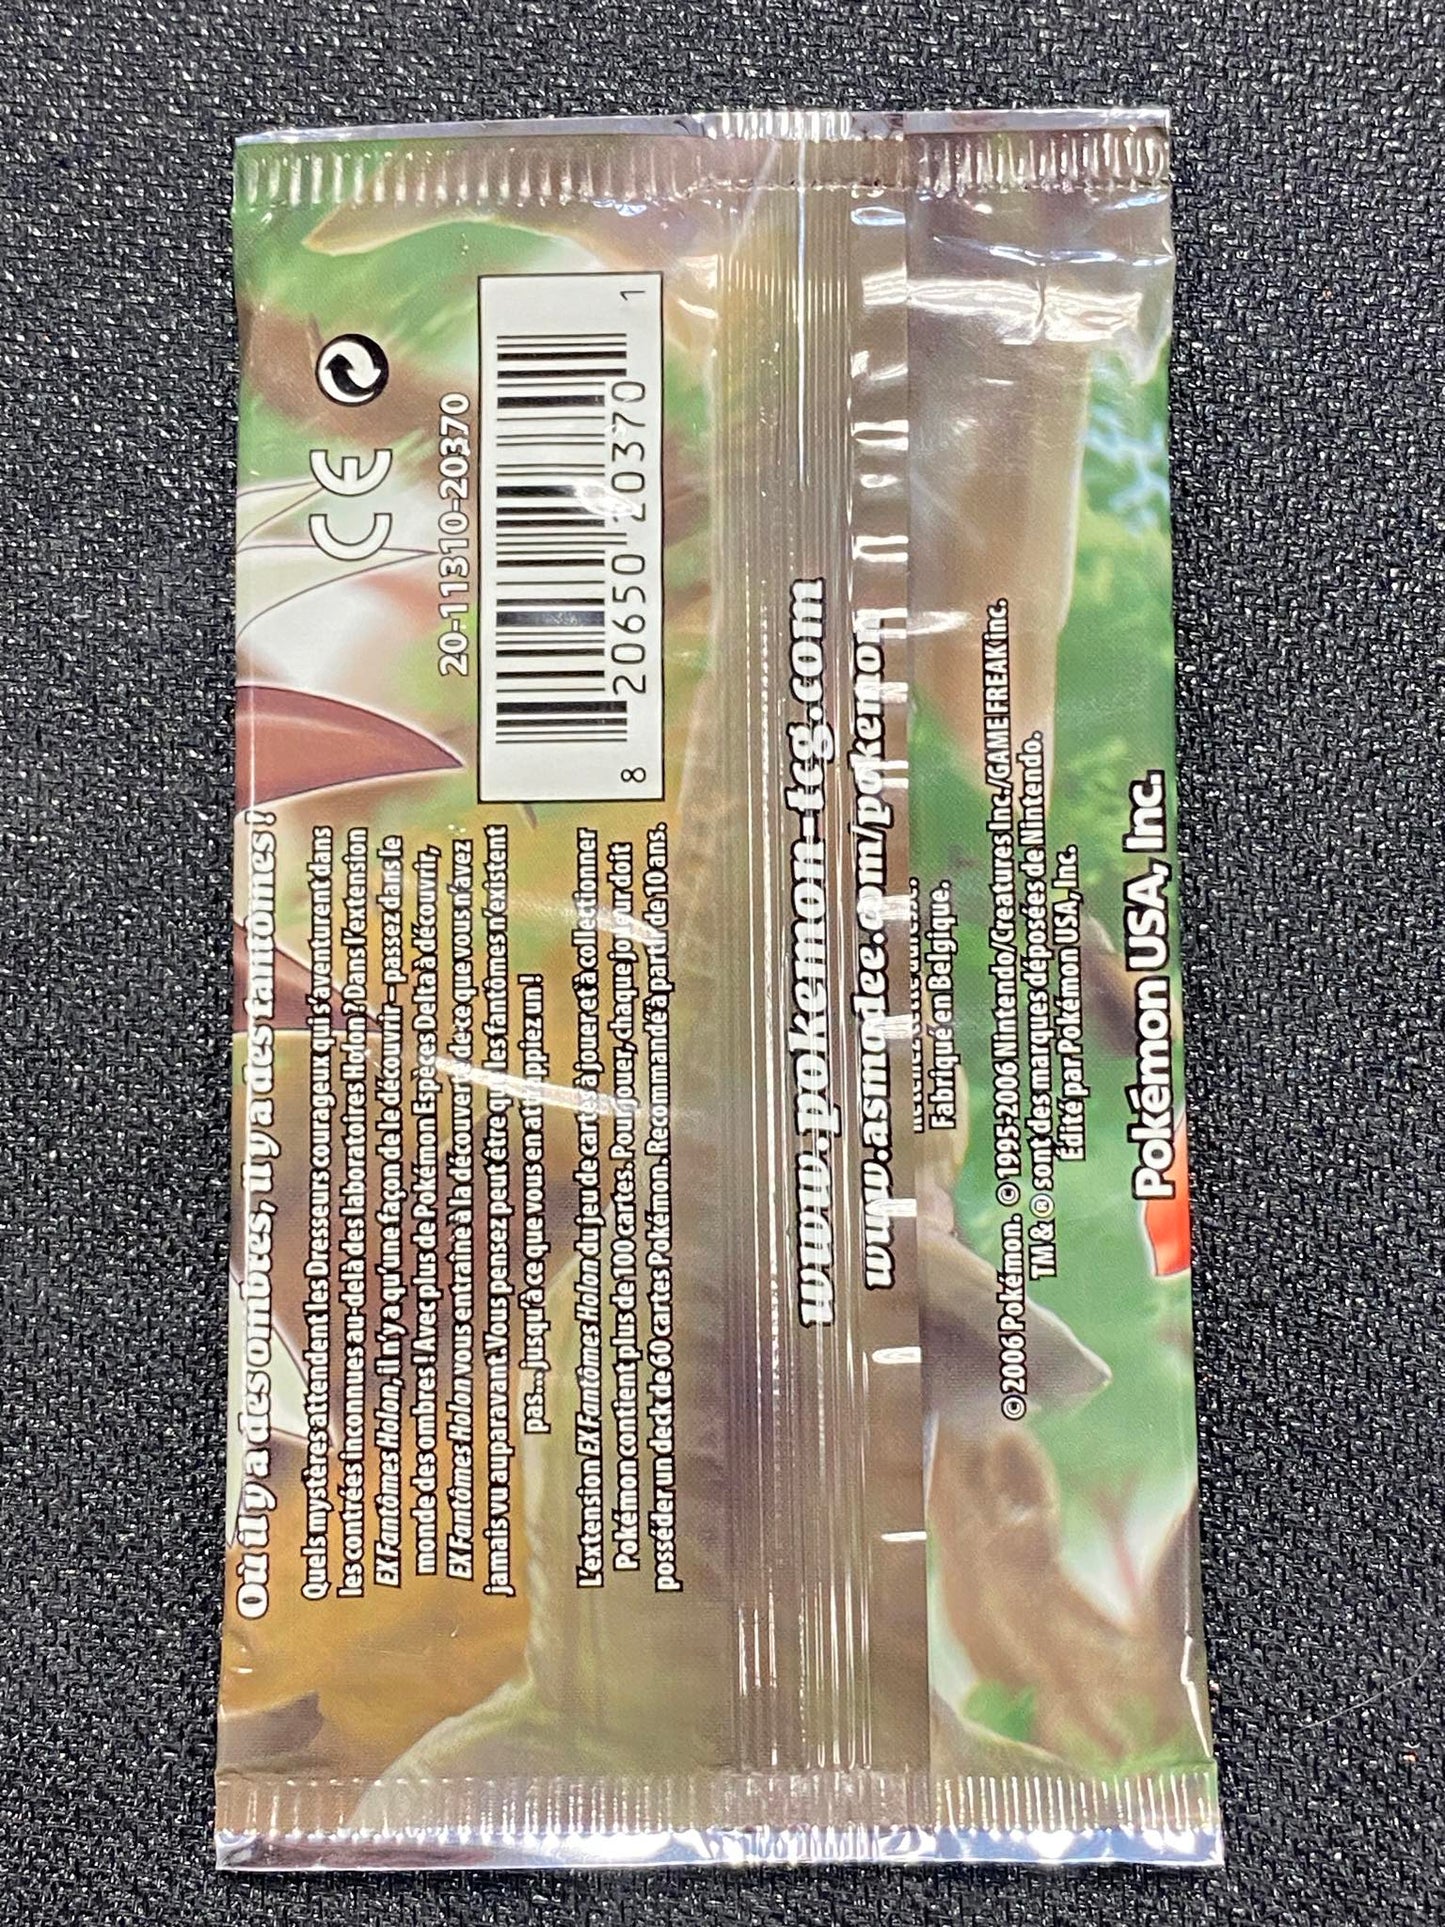 Où il y a des ombres, il y a des fantômes !
Quels mystères attendent les Dresseurs courageux qui s'aventurent dans
les contrées inconnues au-delà des laboratoires Holon ? Dans l'extension
EX Fantômes Holon, il n'y a qu'une façon de le découvrir – passez dans le
monde des ombres ! Avec plus de Pokémon Espèces Delta à découvrir,
EX Fantômes Holon vous entraîne à la découverte de ce que vous n'avez
jamais vu auparavant. Vous pensez peut être que les fantômes n'existent
pas... jusqu'à ce que vous en attrappiez un !
L'extension EX Fantômes Holon du jeu de cartes à jouer et à collectionner
Pokémon contient plus de 100 cartes. Pour jouer, chaque joueur doit
posséder un deck de 60 cartes Pokémon. Recommandé à partir de 10 ans.
CE
20-11310-20370
8 20650 20370 1
www.pokemon-tcg.com
www.asmodee.com/pokemon
Fabriqué en Belgique.
©2006 Pokémon. ©1995-2006 Nintendo/Creatures Inc./GAME FREAK inc.
TM & ® sont des marques déposées de Nintendo.
Édité par Pokémon USA, Inc.
Pokémon USA, Inc.